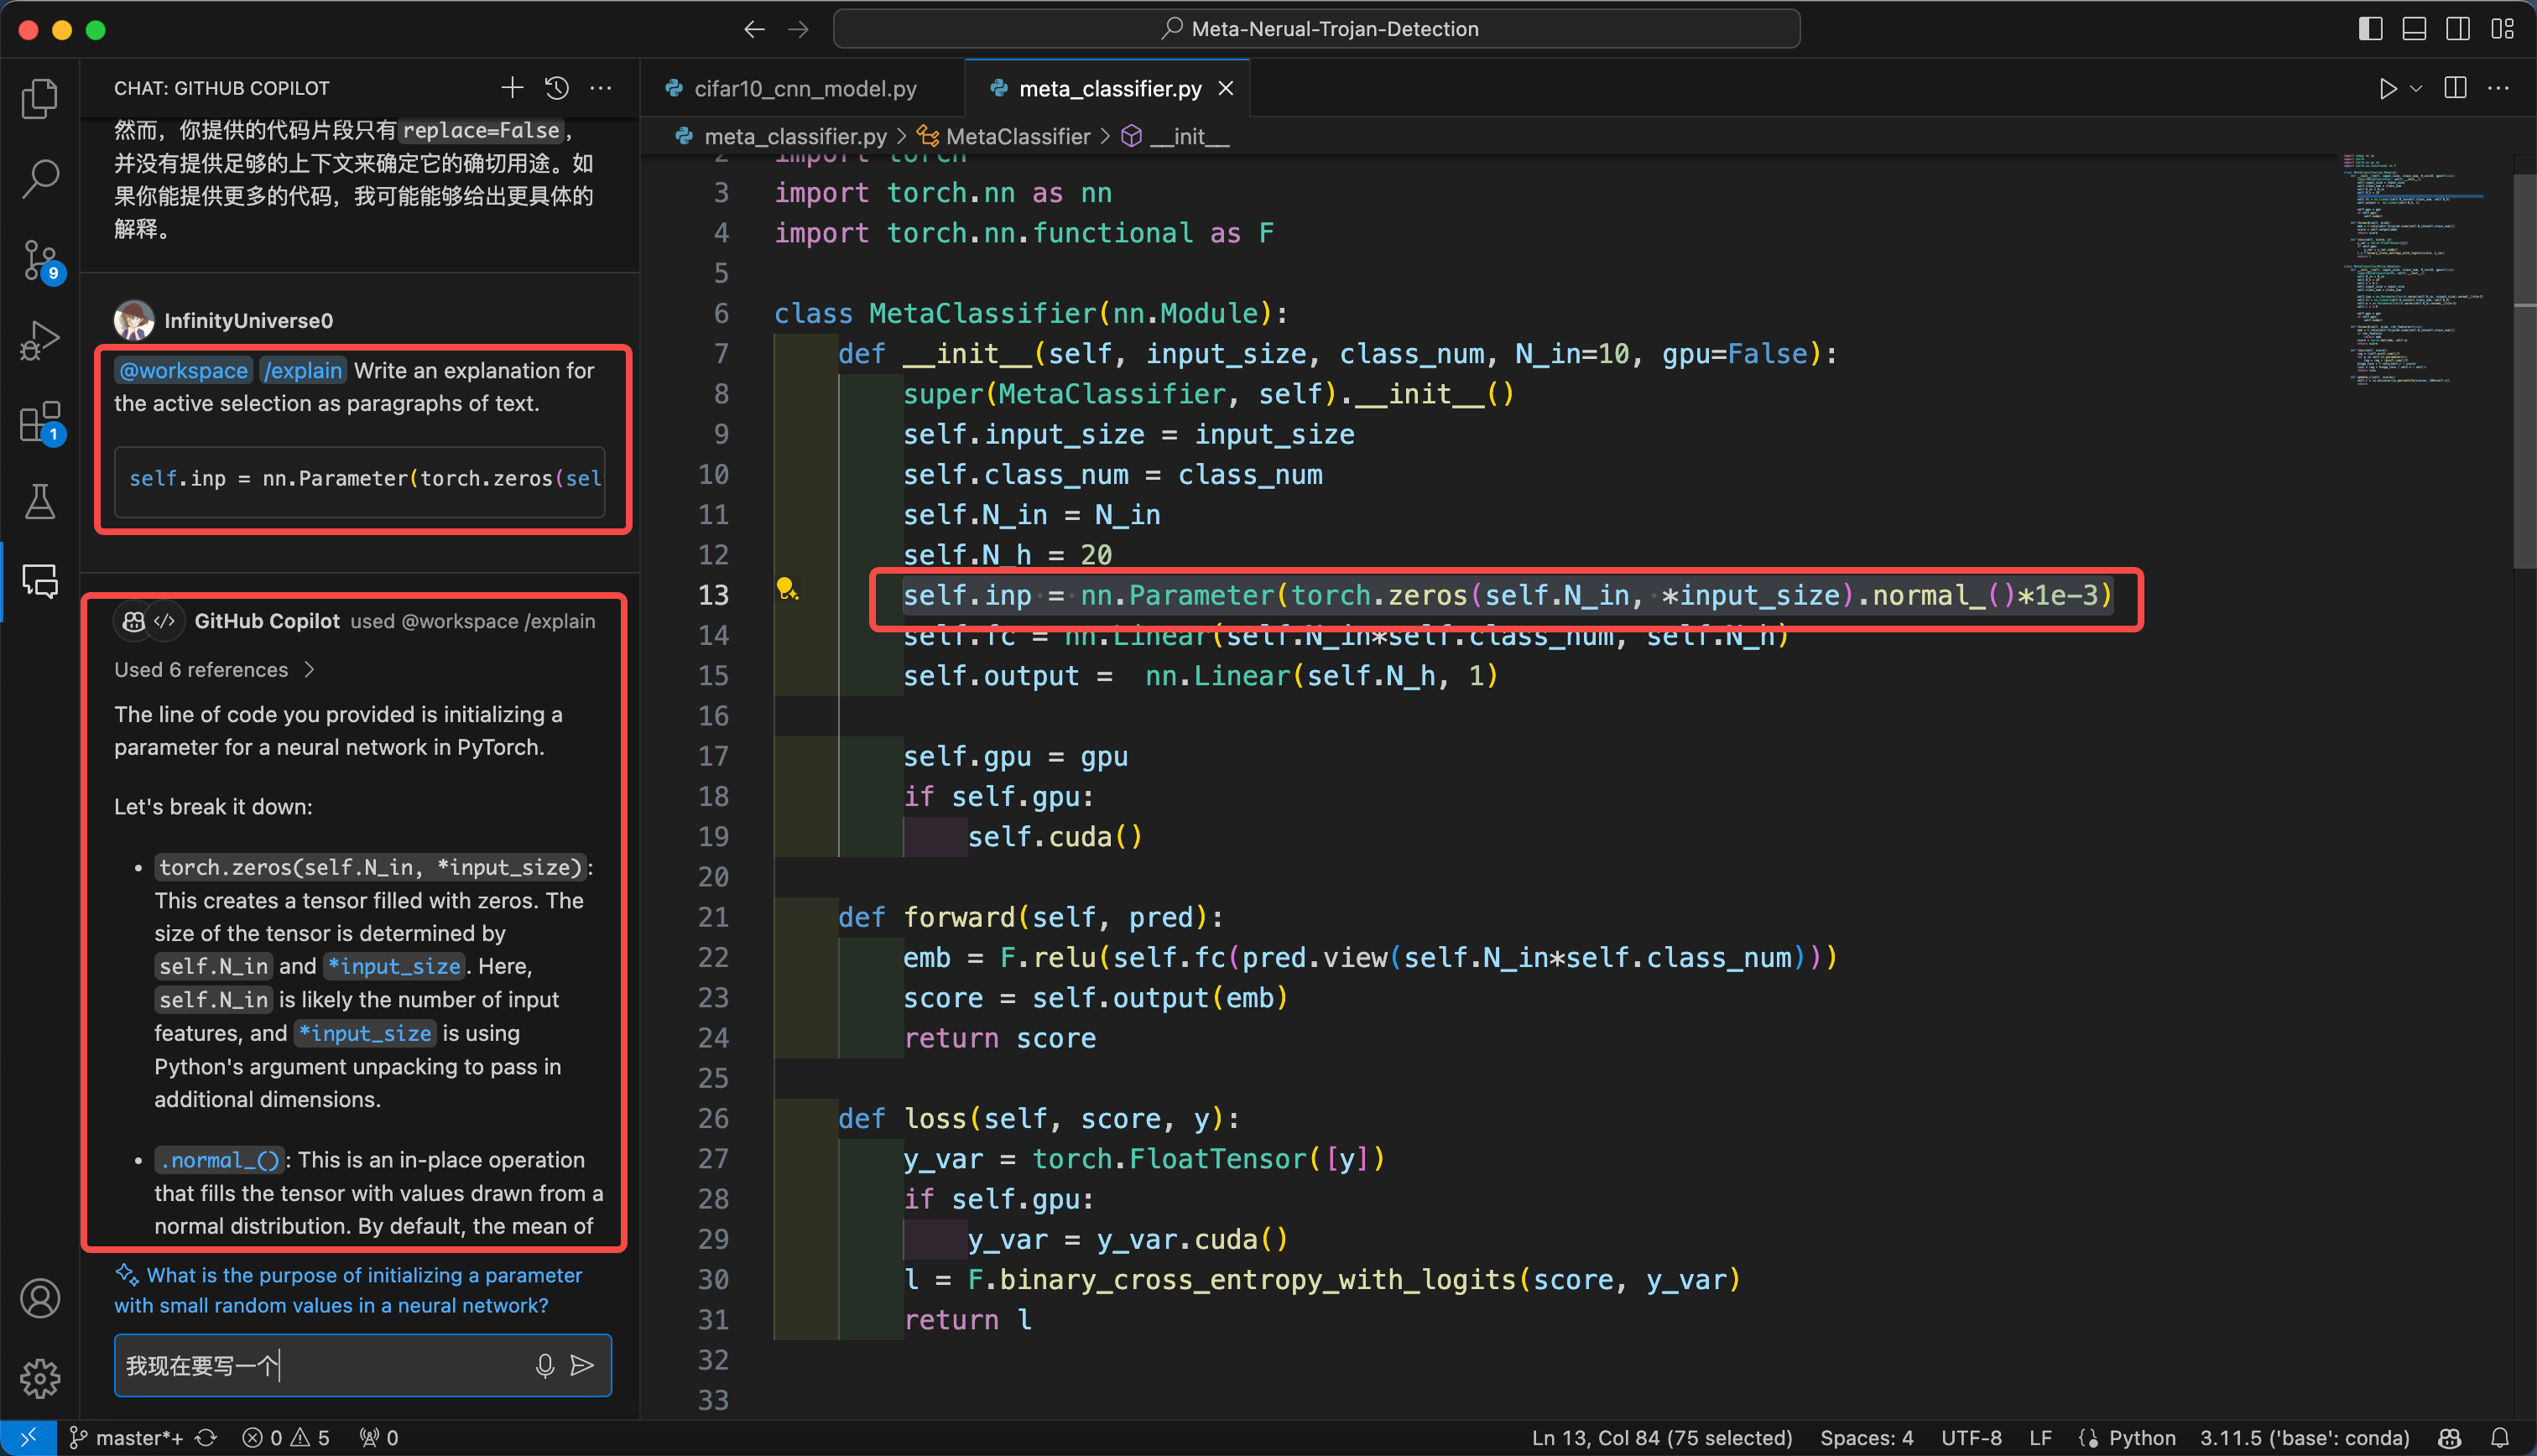 Meta-Nerual-Trojan-Detection
CHAT: GITHUB COPILOT
然而，你提供的代码片段只有 replace=False，
并没有提供足够的上下文来确定它的确切用途。如
果你能提供更多的代码，我可能能够给出更具体的
解释。
InfinityUniverse0
@workspace /explain Write an explanation for
the active selection as paragraphs of text.
self.inp = nn.Parameter(torch.zeros(sel
GitHub Copilot used @workspace /explain
Used 6 references
The line of code you provided is initializing a
parameter for a neural network in PyTorch.
Let's break it down:
• torch.zeros(self.N_in, *input_size):
This creates a tensor filled with zeros. The
size of the tensor is determined by
self.N_in and *input_size. Here,
self.N_in is likely the number of input
features, and *input_size is using
Python's argument unpacking to pass in
additional dimensions.
• .normal_(): This is an in-place operation
that fills the tensor with values drawn from a
normal distribution. By default, the mean of
What is the purpose of initializing a parameter
with small random values in a neural network?
我现在要写一个
9
1
cifar10_cnn_model.py
meta_classifier.py
meta_classifier.py > MetaClassifier > __init__
2 import torch
3 import torch.nn as nn
4 import torch.nn.functional as F
5
6 class MetaClassifier(nn.Module):
7 def __init__(self, input_size, class_num, N_in=10, gpu=False):
8 super(MetaClassifier, self).__init__()
9 self.input_size = input_size
10 self.class_num = class_num
11 self.N_in = N_in
12 self.N_h = 20
13 self.inp = nn.Parameter(torch.zeros(self.N_in, *input_size).normal_()*1e-3)
14 self.fc = nn.Linear(self.N_in*self.class_num, self.N_h)
15 self.output =  nn.Linear(self.N_h, 1)
16
17 self.gpu = gpu
18 if self.gpu:
19 self.cuda()
20
21 def forward(self, pred):
22 emb = F.relu(self.fc(pred.view(self.N_in*self.class_num)))
23 score = self.output(emb)
24 return score
25
26 def loss(self, score, y):
27 y_var = torch.FloatTensor([y])
28 if self.gpu:
29 y_var = y_var.cuda()
30 l = F.binary_cross_entropy_with_logits(score, y_var)
31 return l
32
33
master*+ 0 5 0
Ln 13, Col 84 (75 selected) Spaces: 4 UTF-8 LF Python 3.11.5 ('base': conda)